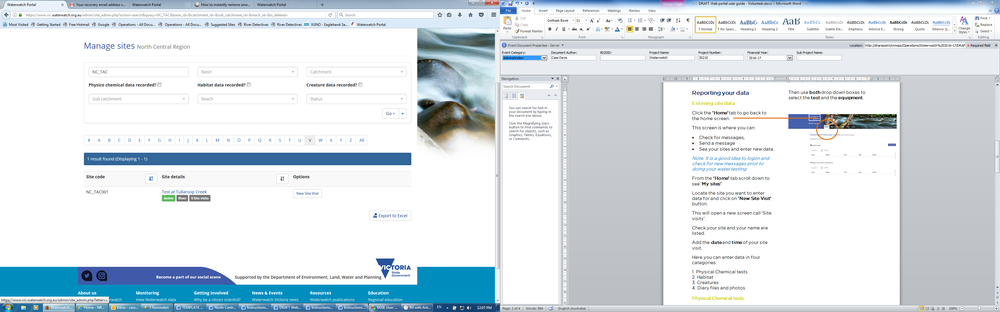 Waterwatch Portal
Your recovery email address c...
Waterwatch Portal
How to instantly remove unw...
Waterwatch Portal
https://www.vic.waterwatch.org.au/admin/site_admin.php?action=search&query=NC_TAC&basin_id=&catchment_id=&sub_catchment_id=&reach_id=&is_deleted=
Search
Most Visited
Getting Started
Free Hotmail
Google
Operations - All Docu...
Operations - All Docu...
Suggested Sites
River Detectives
River Detectives
XUNO - Eaglehawk Se...
Waterwatch Portal
Manage sites North Central Region
NC_TAC
Basin
Catchment
Physico chemical data recorded?
Habitat data recorded?
Creature data recorded?
Sub catchment
Reach
Status
Go >
# A B C D E F G H I J K L M N O P Q R S T U V W X Y Z All
1 result found (Displaying 1 - 1)
Site code
Site details
Options
NC_TAC001
Test at Tullaroop Creek
New Site Visit
Active River 0 Site visits
Export to Excel
Become a part of our social scene
Supported by the Department of Environment, Land, Water and Planning
VICTORIA
State
Government
About us
Monitoring
Getting Involved
News & Events
Resources
Education
View Waterwatch data
Why be a citizen scientist?
Waterwatch Victoria news
Waterwatch publications
Regional education
https://www.vic.waterwatch.org.au/admin/site_admin.php?letter=v
Waterwatch...
Home - NR...
Inbox - cass...
3 Reminders
TEMPLATE ...
North Centr...
Instructions...
DRAFT Web...
Instructions...
Instructions...
MXIE User: ...
IM with Ant...
EN
12:07 PM
DRAFT Web portal user guide - Volunteer.docx - Microsoft Word
File
Home
Insert
Page Layout
References
Mailings
Review
View
Paste
Cut
Copy
Format Painter
Clipboard
Gotham Book
11
Font
Paragraph
AaBbCcDc
¶ Normal
AaBbCcDc
¶ No Spaci...
AaBbC
Heading 1
AaBbCc
Heading 2
AaB
Title
AaBbCc.
Subtitle
AaBbCcDc
Subtle Em...
AaBbCcDc
Emphasis
AaBbCcDc
Intense E...
AaBbCcDc
Strong
AaBbCcDc
Quote
AaBbCcDc
Intense Q...
Change
Styles
Styles
Find
Replace
Select
Editing
Event Document Properties - Server
Location:
http://sharepoint/nrmops/Operations/Waterwatch%202016-17/DRAF
* Required field
Event Category:
Document Author:
8020ID:
Project Name:
Project Number:
Financial Year:
Sub Project Name:
Administration
Cass Davis
Waterwatch
30210
2016-17
Navigation
Search Document
You can search for text in
your document by typing in
the search box above.
Click the Magnifying Glass
button to find commands to
search for objects, such as
Graphics, Tables, Equations,
or Comments.
Reporting your data
Entering site data
Click the ‘Home’ tab to go back to
the home screen.
This screen is where you can:
• Check for messages,
• Send a message
• See your sites and enter new data.
Note: It is a good idea to logon and
check for new messages prior to
doing your water testing.
From the ‘Home’ tab scroll down to
see ‘My sites’.
Locate the site you want to enter
data for and click on ‘New Site Visit’
button.
This will open a new screen call ‘Site
visits’.
Check your site and your name are
listed.
Add the date and time of your site
visit.
Here you can enter data in four
categories:
1. Physical Chemical tests
2. Habitat
3. Creatures
4. Diary files and photos
Physical Chemical tests
Then use both drop down boxes to
select the test and the equipment.
Waterwatch Volunteer Admin North Central Region
My Messages
Region and System Notifications
Page: 2 of 4
Words: 994
English (Australia)
100%